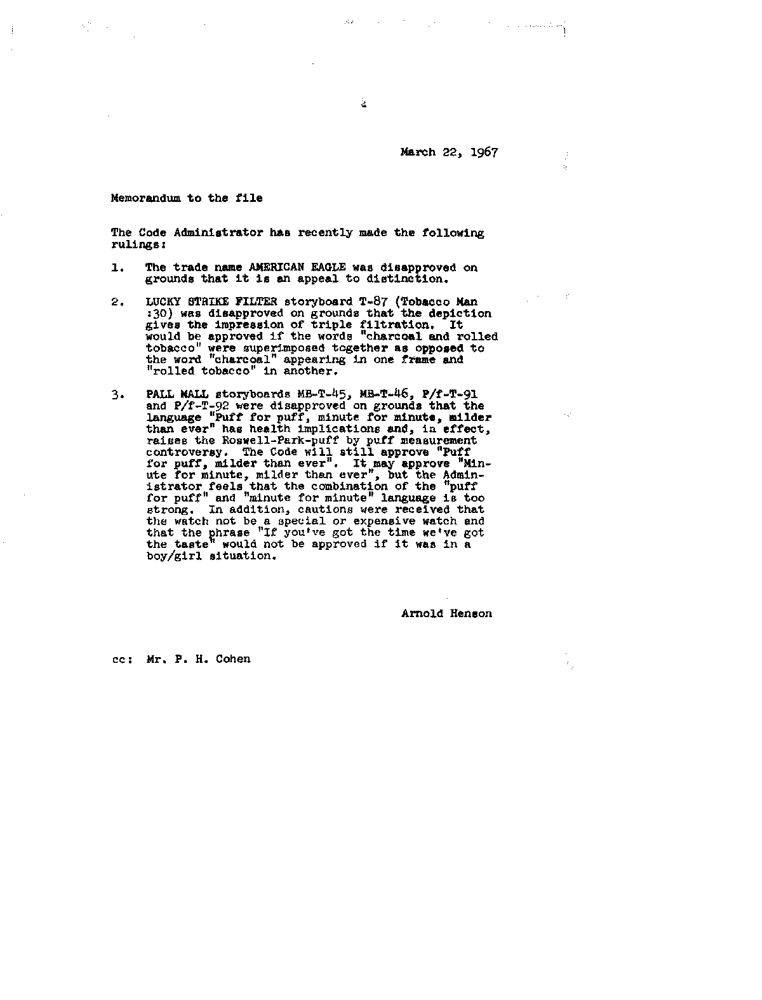 March 22, 1967
Memorandum to the file
The Code Administrator has recently made the following
rulings:
1. The trade name AMERICAN EAGLE was disapproved on
grounds that it is an appeal to distinction.
2. LUCKY STRIKE FILTER storyboard T-87 (Tobacco Man
:30) was disapproved on grounds that the depiction
gives the impression of triple filtration. It
would be approved if the words "charcoal and rolled
tobacco" were superimposed together as opposed to
the word "charcoal" appearing in one frame and
"rolled tobacco" in another.
3. PALL MALL storyboards MB-T-45, MB-T-46, P/f-T-91
and P/f-T-92 were disapproved on grounds that the
language "Puff for puff, minute for minute, milder
than ever" has health implications and, in effect,
raises the Roswell-Park-puff by puff measurement
controversy. The Code will still approve "Puff
for puff, milder than ever". It may approve "Min-
ute for minute, milder than ever", but the Admin-
istrator feels that the combination of the "puff
for puff" and "minute for minute" language is too
strong. In addition, cautions were received that
the watch not be a special or expensive watch and
that the phrase "If you've got the time we've got
the taste" would not be approved if it was in a
boy/girl situation.
Arnold Henson
cc: Mr. P. H. Cohen